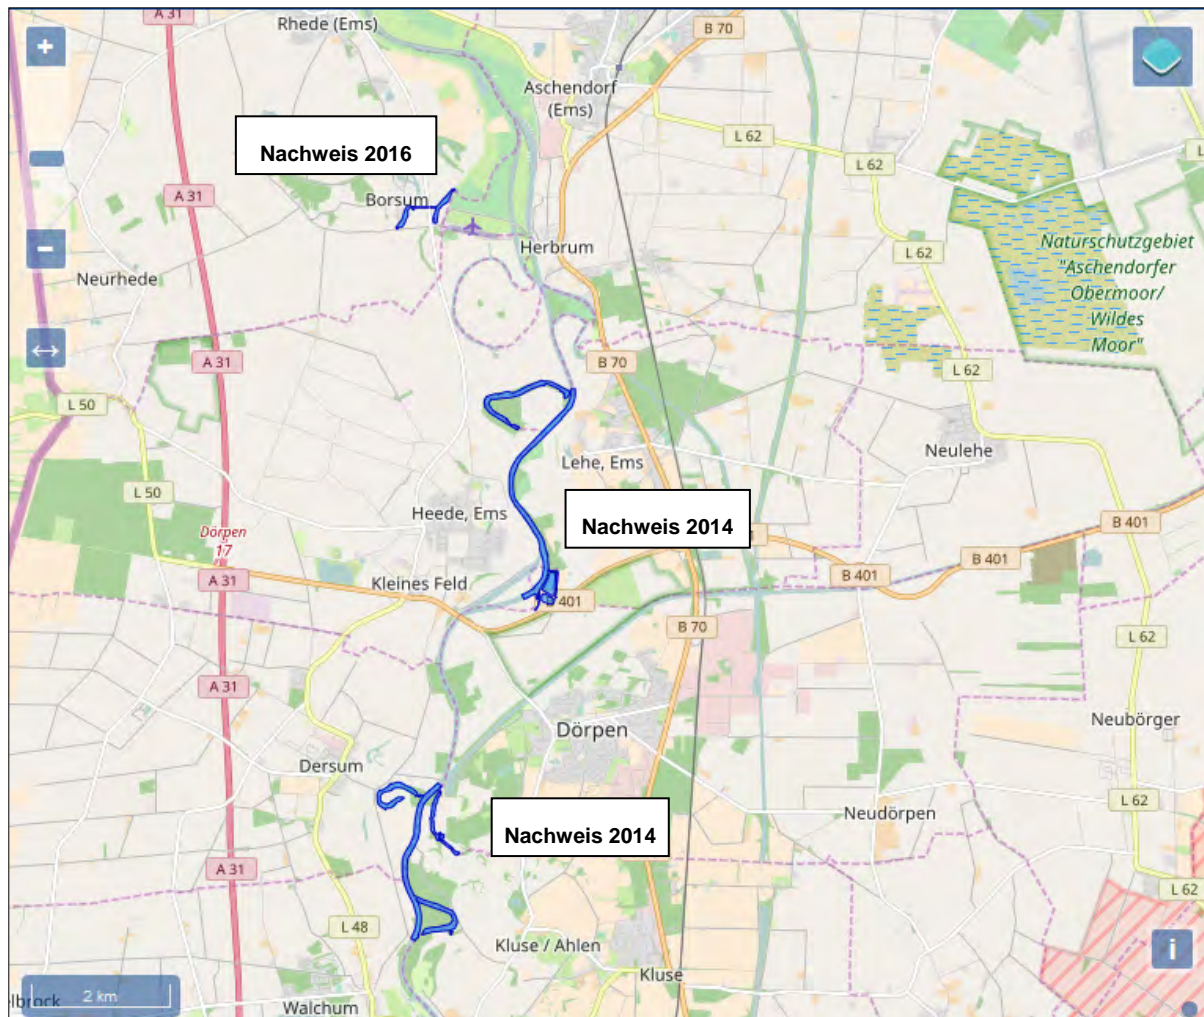 A 31
Rhede (Ems)
B 70
Aschendorf
(Ems)
L 62
L 62
Nachweis 2016
A 31
Borsum
Herbrum
L 62
Naturschutzgebiet
"Aschendorfer
Obermoor/
Wildes
Moor"
Neurhede
A 31
B 70
L 62
L 50
Neulehe
Lehe, Ems
L 50
Heede, Ems
Nachweis 2014
B 401
Dörpen
17
B 401
A 31
Kleines Feld
B 401
401
B 70
L 62
A 31
Neubörger
Dörpen
Dersum
L 62
Neudörpen
Nachweis 2014
A 31
L 62
L 48
Kluse / Ahlen
Kluse
2 km
elbrock
Walchum